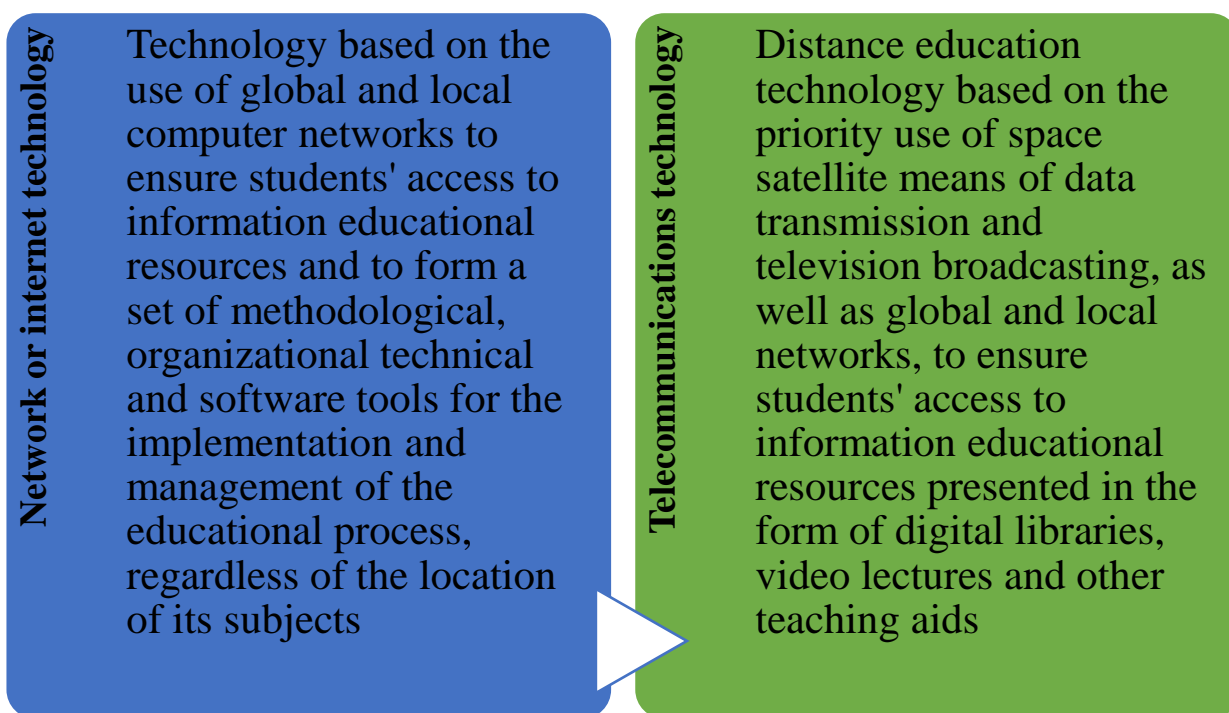 Network or internet technology
Technology based on the
use of global and local
computer networks to
ensure students' access to
information educational
resources and to form a
set of methodological,
organizational technical
and software tools for the
implementation and
management of the
educational process,
regardless of the location
of its subjects
Telecommunications technology
Distance education
technology based on the
priority use of space
satellite means of data
transmission and
television broadcasting, as
well as global and local
networks, to ensure
students' access to
information educational
resources presented in the
form of digital libraries,
video lectures and other
teaching aids